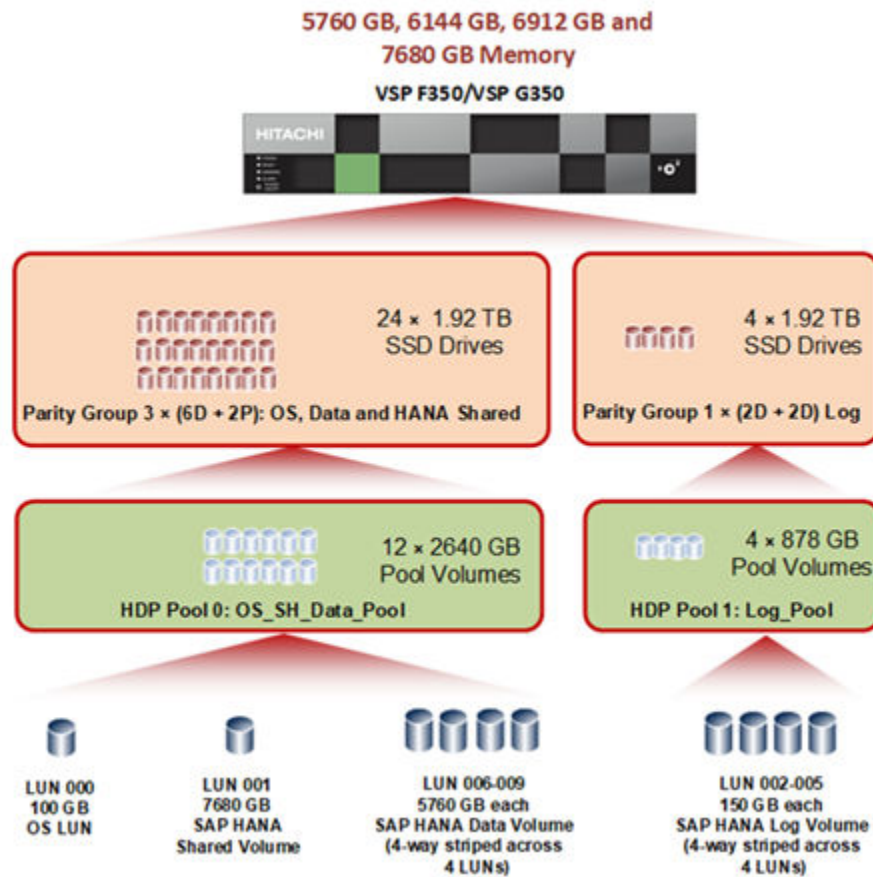 5760 GB, 6144 GB, 6912 GB and
7680 GB Memory
VSP F350/VSP G350
HITACHI
24 × 1.92 TB
SSD Drives
Parity Group 3 × (6D + 2P): OS, Data and HANA Shared
4 × 1.92 TB
SSD Drives
Parity Group 1 × (2D + 2D) Log
12 × 2640 GB
Pool Volumes
HDP Pool 0: OS_SH_Data_Pool
4 × 878 GB
Pool Volumes
HDP Pool 1: Log_Pool
LUN 000
100 GB
OS LUN
LUN 001
7680 GB
SAP HANA
Shared Volume
LUN 006-009
5760 GB each
SAP HANA Data Volume
(4-way striped across
4 LUNs)
LUN 002-005
150 GB each
SAP HANA Log Volume
(4-way striped across
4 LUNs)